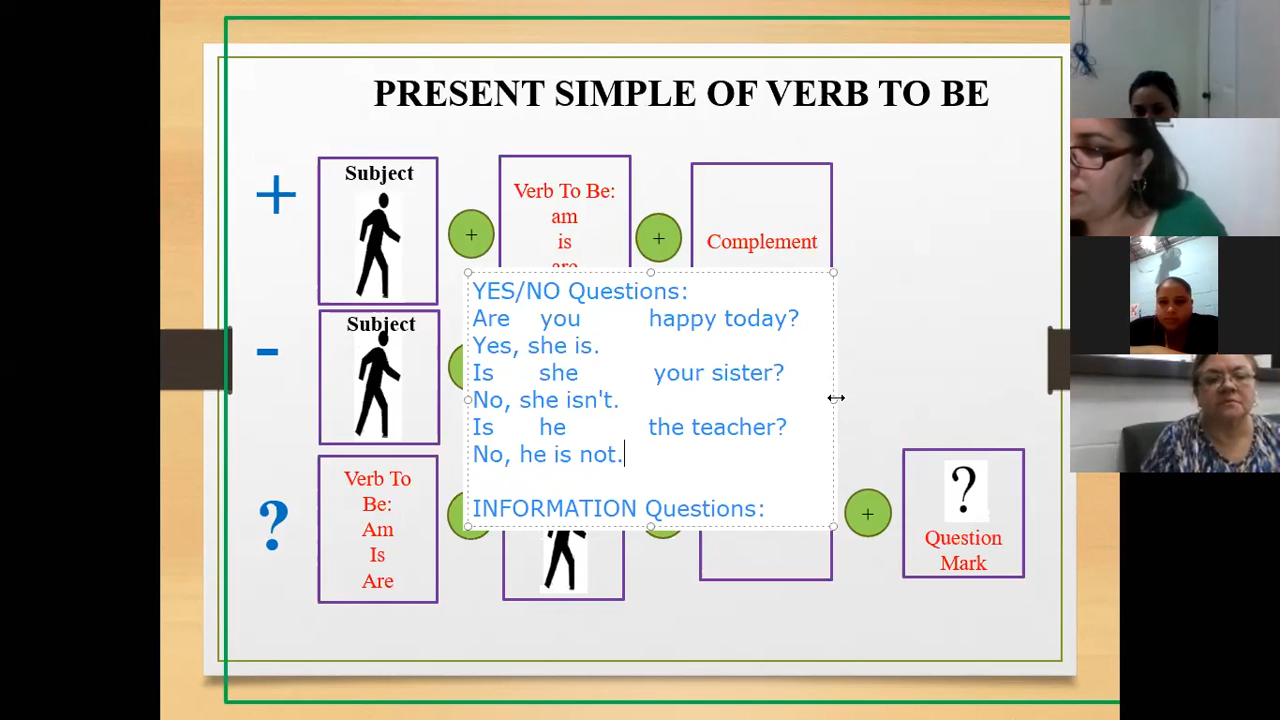 PRESENT SIMPLE OF VERB TO BE
+
Subject
+
Verb To Be:
am
is
are
+
Complement
-
Subject
YES/NO Questions:
Are you happy today?
Yes, she is.
Is she your sister?
No, she isn't.
Is he the teacher?
No, he is not.
INFORMATION Questions:
?
Verb To
Be:
Am
Is
Are
+
?
Question
Mark